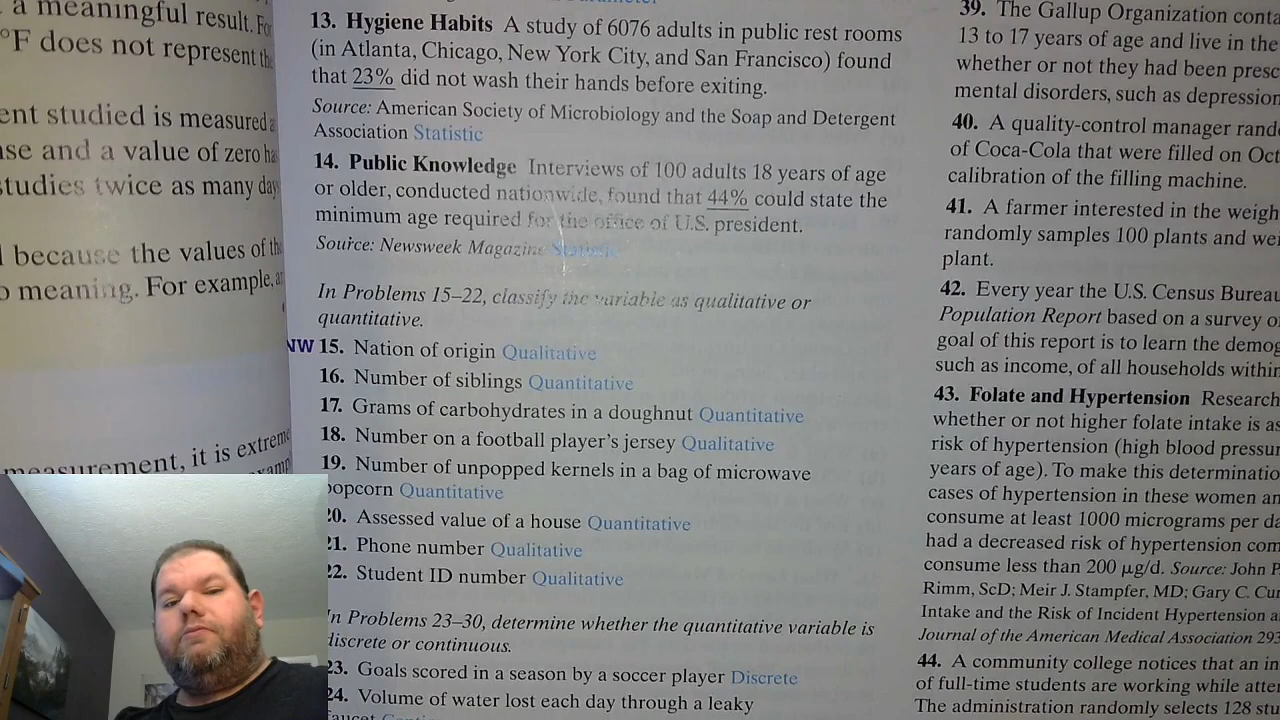 a meaningful result. For
°F does not represent the
ent studied is measured
ase and a value of zero ha
studies twice as many day
because the values of th
o meaning. For example, a
measurement, it is extreme
examp
13. Hygiene Habits A study of 6076 adults in public rest rooms
(in Atlanta, Chicago, New York City, and San Francisco) found
that 23% did not wash their hands before exiting.
Source: American Society of Microbiology and the Soap and Detergent
Association Statistic
14. Public Knowledge Interviews of 100 adults 18 years of age
or older, conducted nationwide, found that 44% could state the
minimum age required for the office of U.S. president.
Source: Newsweek Magazine Statistic
In Problems 15–22, classify the variable as qualitative or
quantitative.
NW 15. Nation of origin Qualitative
16. Number of siblings Quantitative
17. Grams of carbohydrates in a doughnut Quantitative
18. Number on a football player's jersey Qualitative
19. Number of unpopped kernels in a bag of microwave
popcorn Quantitative
20. Assessed value of a house Quantitative
21. Phone number Qualitative
22. Student ID number Qualitative
In Problems 23–30, determine whether the quantitative variable is
discrete or continuous.
23. Goals scored in a season by a soccer player Discrete
24. Volume of water lost each day through a leaky
39. The Gallup Organization conta
13 to 17 years of age and live in the
whether or not they had been presc
mental disorders, such as depression
40. A quality-control manager rand
of Coca-Cola that were filled on Oct
calibration of the filling machine.
41. A farmer interested in the weigh
randomly samples 100 plants and wei
plant.
42. Every year the U.S. Census Bureau
Population Report based on a survey o
goal of this report is to learn the demog
such as income, of all households within
43. Folate and Hypertension Research
whether or not higher folate intake is as
risk of hypertension (high blood pressur
years of age). To make this determinatio
cases of hypertension in these women an
consume at least 1000 micrograms per da
had a decreased risk of hypertension com
consume less than 200 μg/d. Source: John P.
Rimm, ScD; Meir J. Stampfer, MD; Gary C. Cur
Intake and the Risk of Incident Hypertension a
Journal of the American Medical Association 293
44. A community college notices that an in
of full-time students are working while atte
The administration randomly selects 128 stu